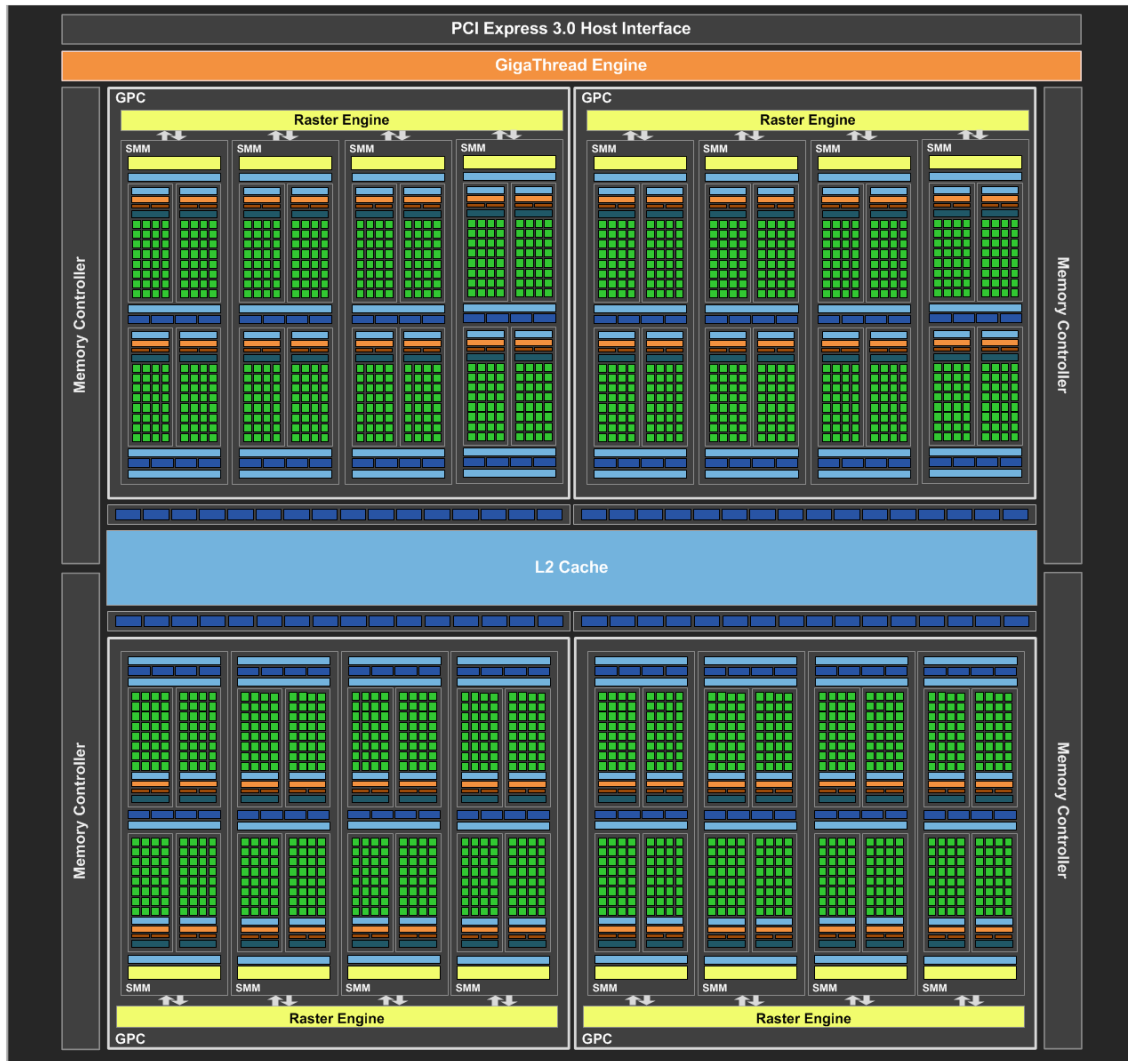 PCI Express 3.0 Host Interface
GigaThread Engine
GPC
GPC
Raster Engine
Raster Engine
SMM
SMM
SMM
SMM
SMM
SMM
SMM
SMM
Memory Controller
Memory Controller
L2 Cache
Memory Controller
Memory Controller
SMM
SMM
SMM
SMM
SMM
SMM
SMM
SMM
Raster Engine
Raster Engine
GPC
GPC